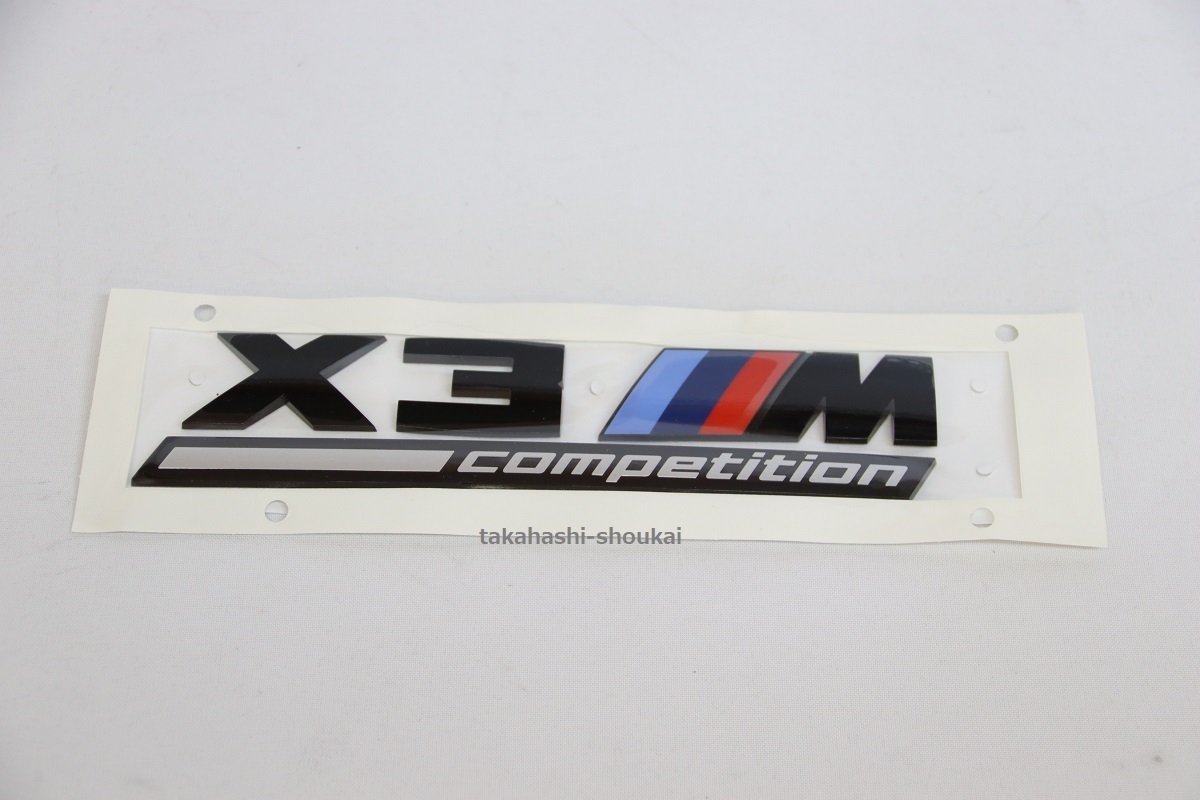 X3 M
competition
takahashi-shoukai